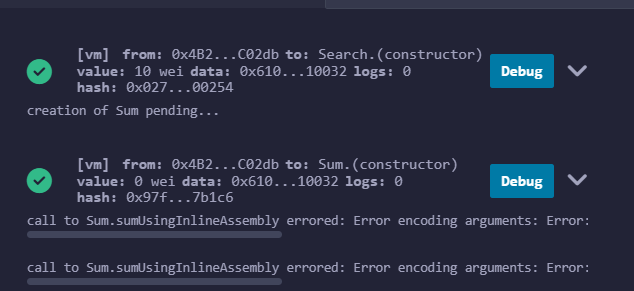 [vm] from: 0x4B2...C02db to: Search.(constructor)
value: 10 wei data: 0x610...10032 logs: 0
hash: 0x027...00254
Debug
creation of Sum pending...
[vm] from: 0x4B2...C02db to: Sum.(constructor)
value: 0 wei data: 0x610...10032 logs: 0
hash: 0x97f...7b1c6
Debug
call to Sum.sumUsingInlineAssembly errored: Error encoding arguments: Error:
call to Sum.sumUsingInlineAssembly errored: Error encoding arguments: Error: